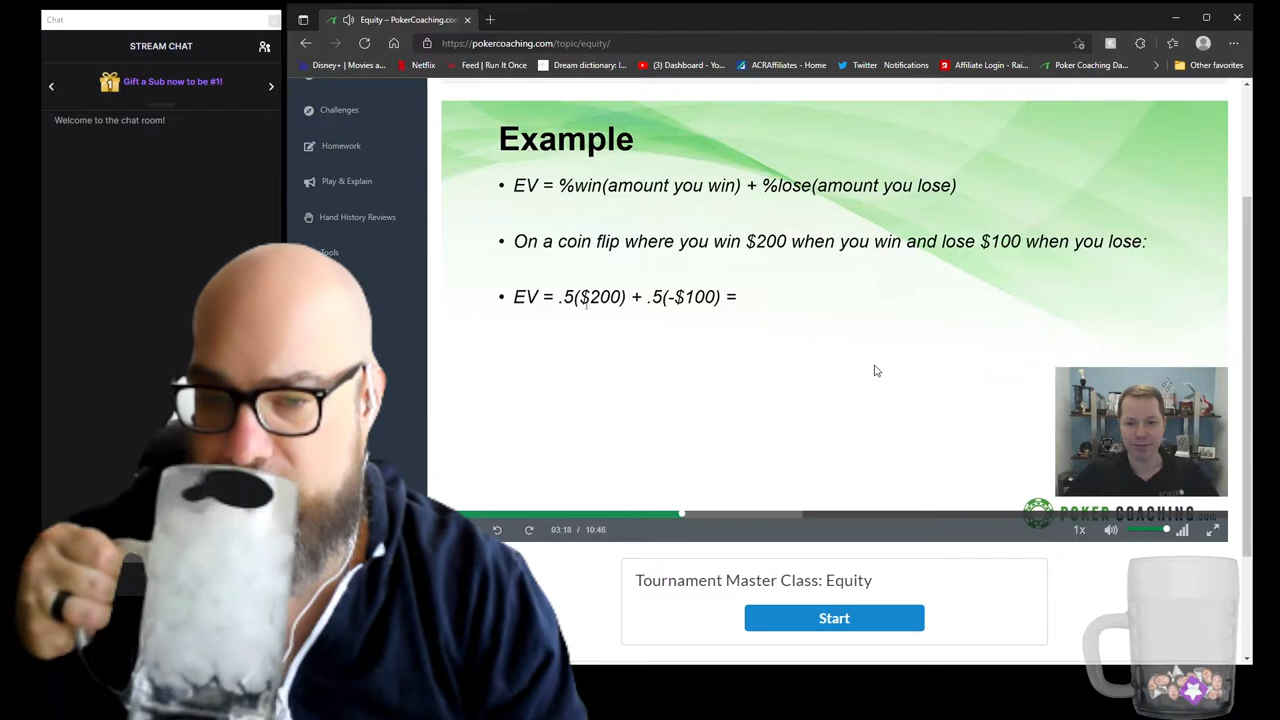 Chat
STREAM CHAT
1
Gift a Sub now to be #1!
Welcome to the chat room!
Equity – PokerCoaching.com
https://pokercoaching.com/topic/equity/
Disney+ | Movies a...
Netflix
Feed | Run It Once
Dream dictionary: l...
(3) Dashboard - Yo...
ACRAffiliates - Home
Twitter
Notifications
Affiliate Login - Rai...
Poker Coaching Da...
Other favorites
Challenges
Homework
Play & Explain
Hand History Reviews
Tools
Example
• EV = %win(amount you win) + %lose(amount you lose)
• On a coin flip where you win $200 when you win and lose $100 when you lose:
• EV = .5($200) + .5(-$100) =
POKER COACHING.com
03:18 / 10:46
1x
Tournament Master Class: Equity
Start